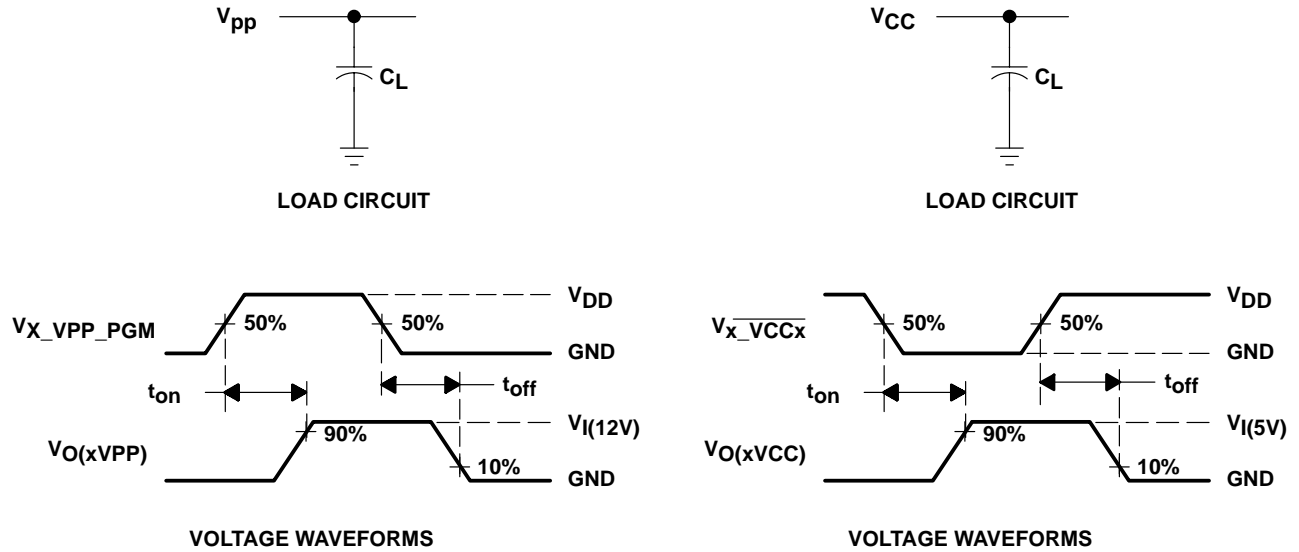 Vpp
CL
LOAD CIRCUIT
VDD
VX_VPP_PGM
50%
50%
GND
ton
toff
VI(12V)
90%
VO(xVPP)
10%
GND
VOLTAGE WAVEFORMS
VCC
CL
LOAD CIRCUIT
VDD
Vx_VCCx
50%
50%
GND
ton
toff
VI(5V)
90%
VO(xVCC)
10%
GND
VOLTAGE WAVEFORMS